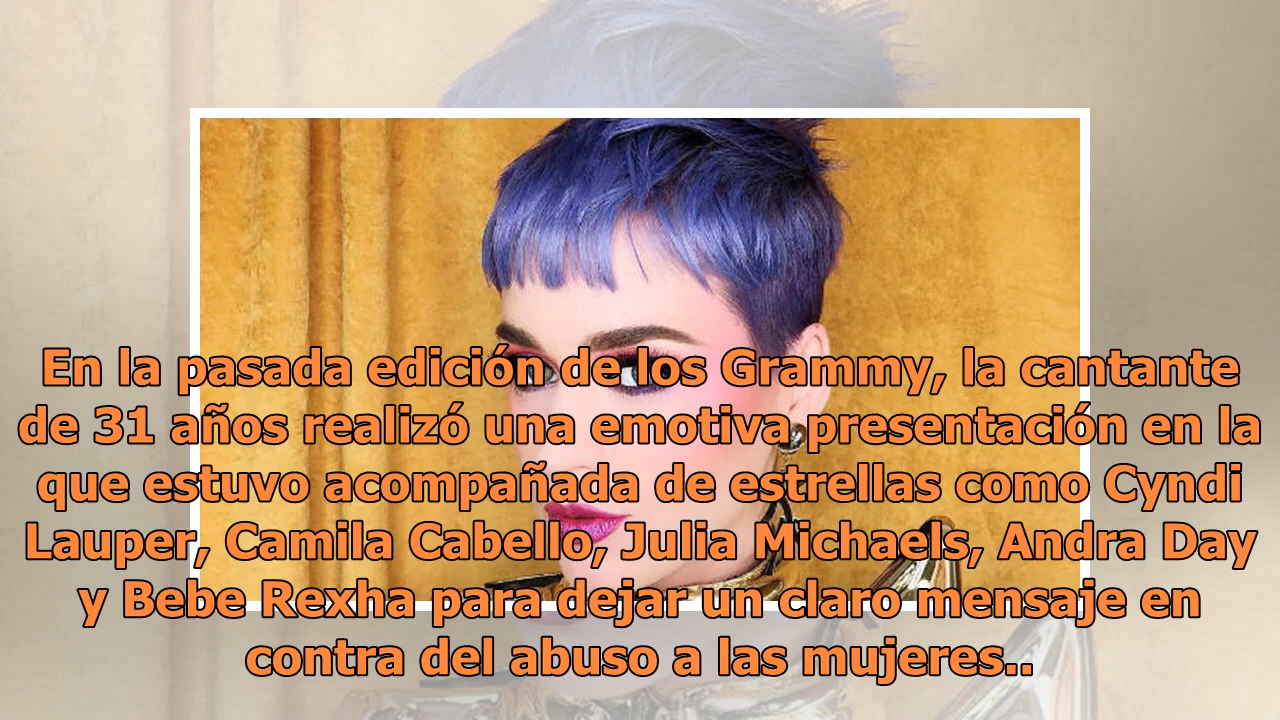 En la pasada edición de los Grammy, la cantante
de 31 años realizó una emotiva presentación en la
que estuvo acompañada de estrellas como Cyndi
Lauper, Camila Cabello, Julia Michaels, Andra Day
y Bebe Rexha para dejar un claro mensaje en
contra del abuso a las mujeres..